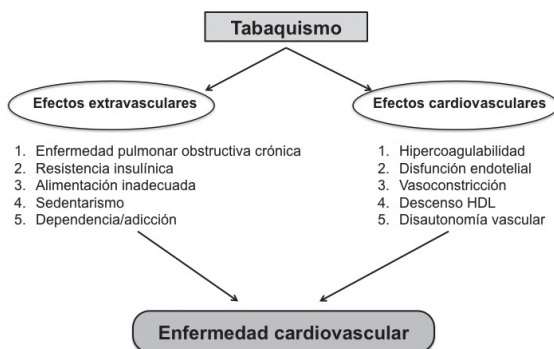 Tabaquismo
Efectos extravasculares
1. Enfermedad pulmonar obstructiva crónica
2. Resistencia insulínica
3. Alimentación inadecuada
4. Sedentarismo
5. Dependencia/adicción
Efectos cardiovasculares
1. Hipercoagulabilidad
2. Disfunción endotelial
3. Vasoconstricción
4. Descenso HDL
5. Disautonomía vascular
Enfermedad cardiovascular